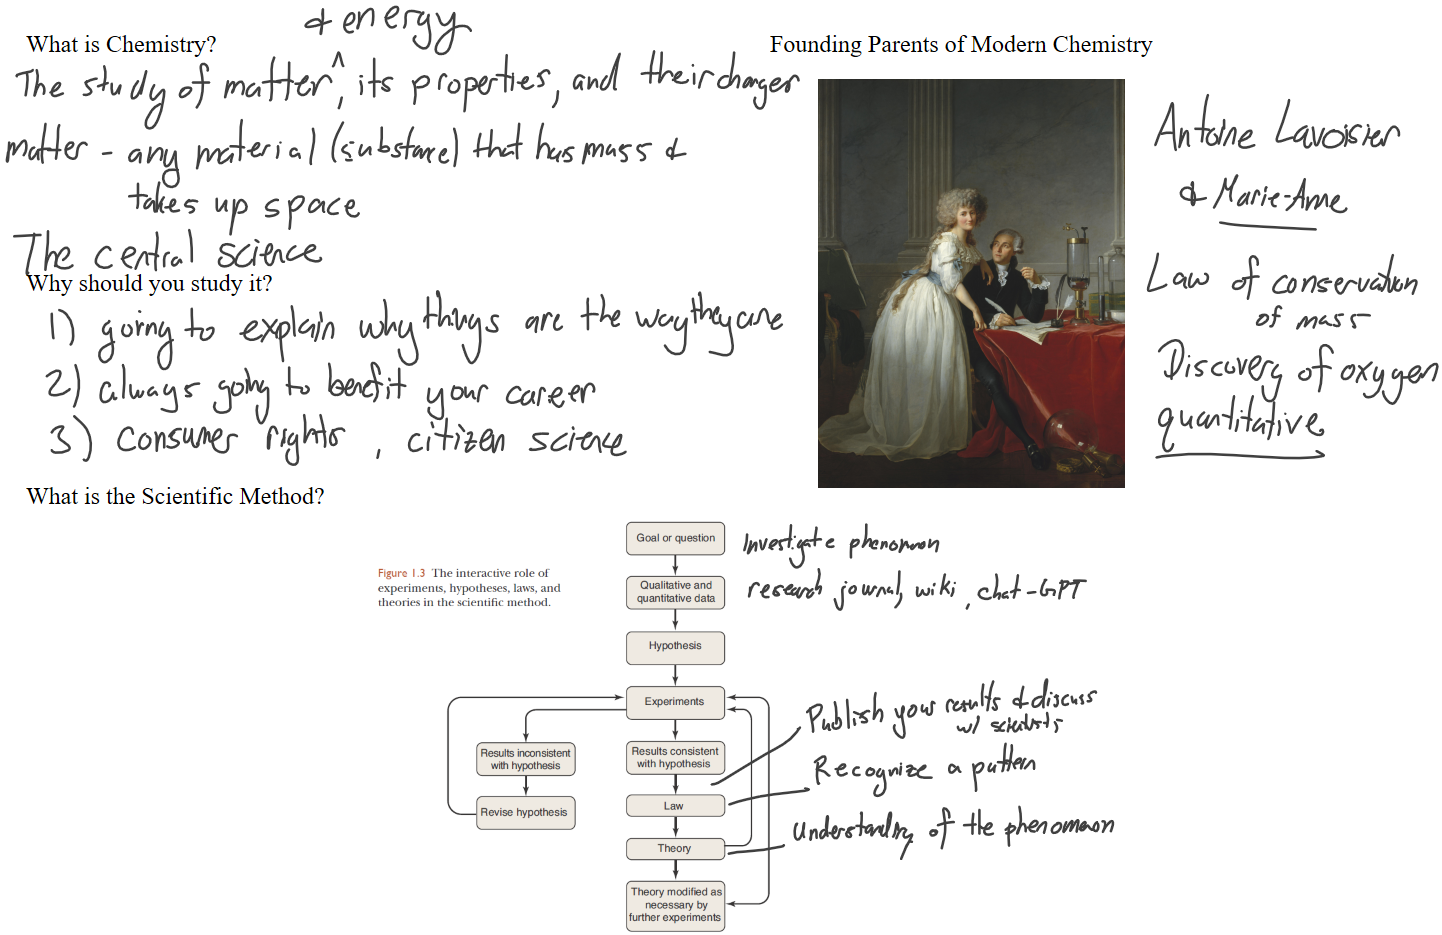 What is Chemistry?
& energy
The study of matter^, its properties, and their changes
matter - any material (substance) that has mass &
takes up space
The central science
Why should you study it?
1) going to explain why things are the way they are
2) always going to benefit your career
3) Consumer rights, citizen science
Founding Parents of Modern Chemistry
Antoine Lavoisier
& Marie-Anne
Law of conservation
of mass
Discovery of oxygen
quantitative
What is the Scientific Method?
Figure 1.3 The interactive role of
experiments, hypotheses, laws, and
theories in the scientific method.
Goal or question
Investigate phenomenon
Qualitative and
quantitative data
research journal, wiki, chat-GPT
Hypothesis
Experiments
Results inconsistent
with hypothesis
Revise hypothesis
Results consistent
with hypothesis
Publish your results & discuss
w/ scientists
Law
Recognize a pattern
Theory
Understanding of the phenomenon
Theory modified as
necessary by
further experiments